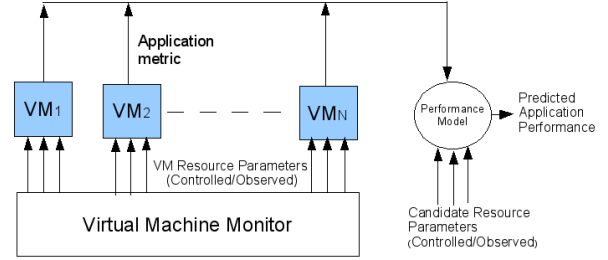 Application
metric
VM1
VM2
VMN
Performance
Model
Predicted
Application
Performance
VM Resource Parameters
(Controlled/Observed)
Virtual Machine Monitor
Candidate Resource
Parameters
(Controlled/Observed)